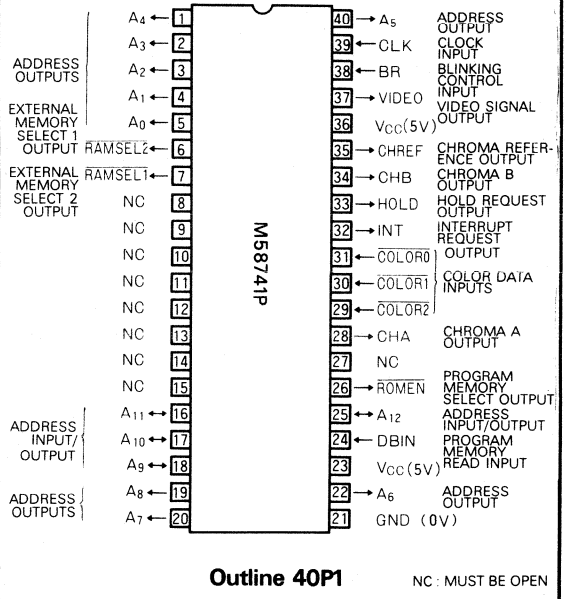 ADDRESS
OUTPUTS
EXTERNAL
MEMORY
SELECT 1
OUTPUT
EXTERNAL
MEMORY
SELECT 2
OUTPUT
ADDRESS
INPUT/
OUTPUT
ADDRESS
OUTPUTS
A4 ← 1
A3 ← 2
A2 ← 3
A1 ← 4
A0 ← 5
RAMSEL2 ← 6
RAMSEL1 ← 7
NC 8
NC 9
NC 10
NC 11
NC 12
NC 13
NC 14
NC 15
A11 ↔ 16
A10 ↔ 17
A9 ↔ 18
A8 ← 19
A7 ← 20
M58741P
40 → A5 ADDRESS
OUTPUT
39 ← CLK CLOCK
INPUT
38 ← BR BLINKING
CONTROL
INPUT
37 → VIDEO VIDEO SIGNAL
OUTPUT
36 VCC(5V)
35 → CHREF CHROMA REFER-
ENCE OUTPUT
34 → CHB CHROMA B
OUTPUT
33 → HOLD HOLD REQUEST
OUTPUT
32 → INT INTERRUPT
REQUEST
OUTPUT
31 ← COLOR0
30 ← COLOR1 COLOR DATA
INPUTS
29 ← COLOR2
28 → CHA CHROMA A
OUTPUT
27 NC
26 → ROMEN PROGRAM
MEMORY
SELECT OUTPUT
25 ↔ A12 ADDRESS
INPUT/OUTPUT
24 ← DBIN PROGRAM
MEMORY
READ INPUT
23 VCC(5V)
22 → A6 ADDRESS
OUTPUT
21 GND (0V)
Outline 40P1
NC : MUST BE OPEN